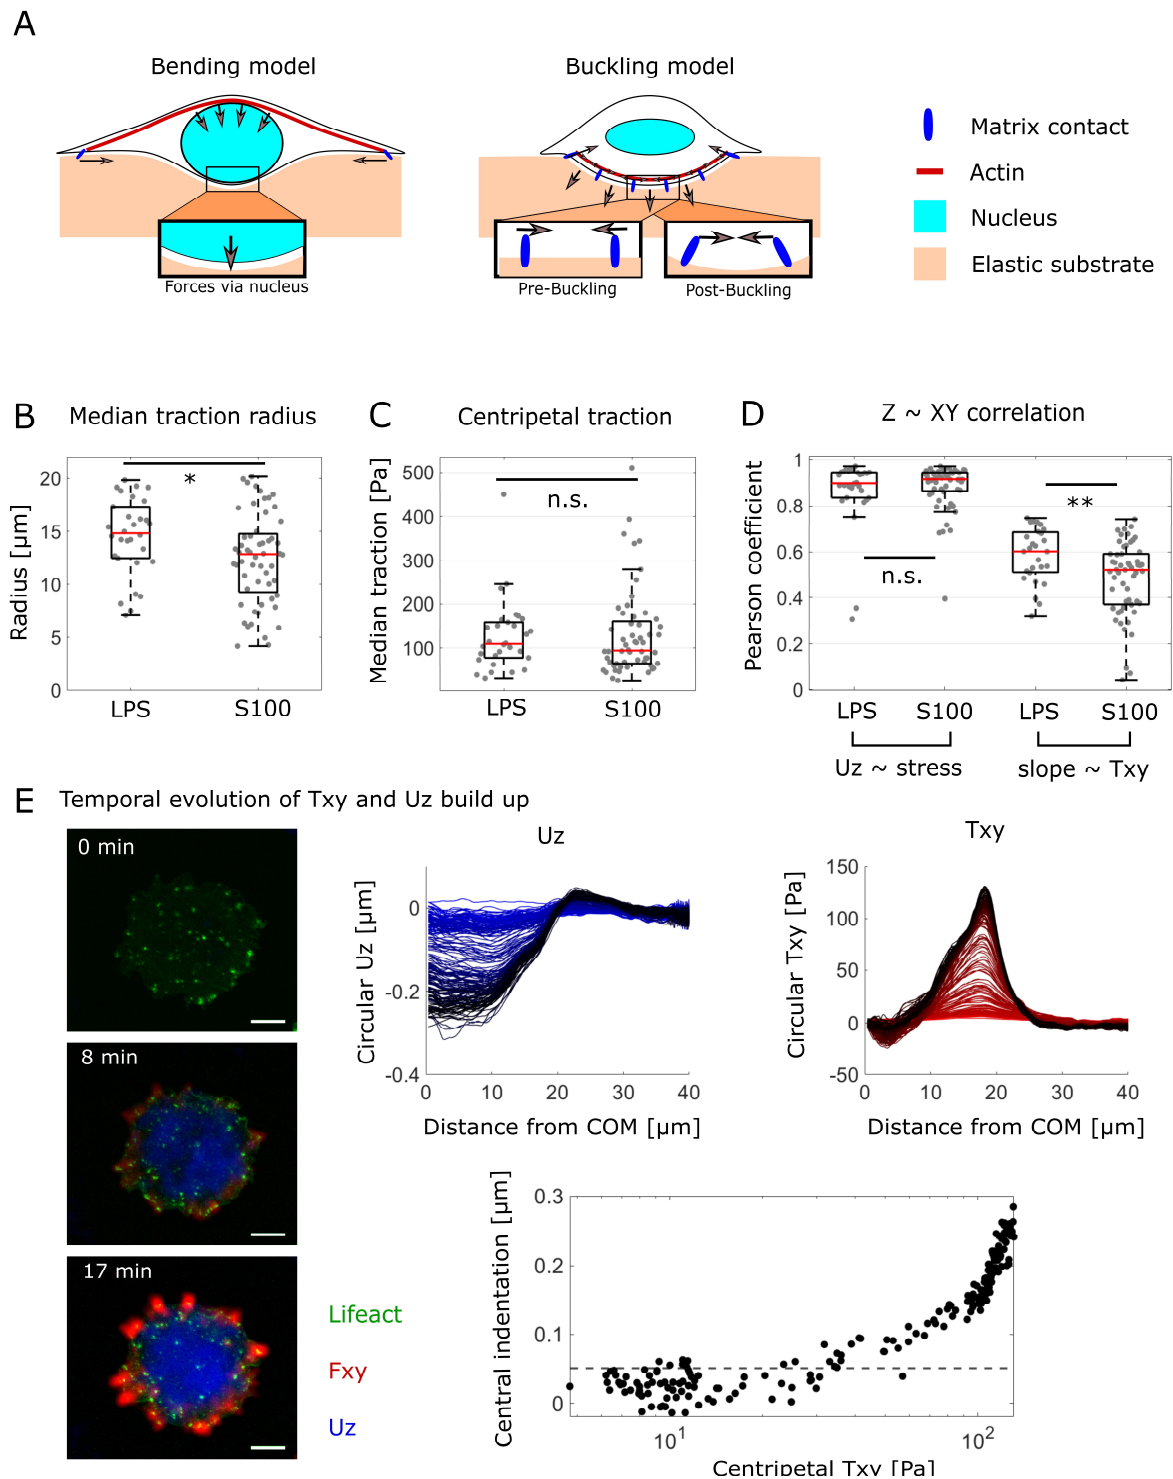 A
Bending model
Buckling model
Matrix contact
Actin
Nucleus
Elastic substrate
Forces via nucleus
Pre-Buckling
Post-Buckling
B Median traction radius
Radius [µm]
20
15
10
5
0
*
LPS
S100
C Centripetal traction
Median traction [Pa]
500
400
300
200
100
n.s.
LPS
S100
D Z ~ XY correlation
Pearson coefficient
1
0.8
0.6
0.4
0.2
0
n.s.
**
LPS S100 LPS S100
Uz ~ stress
slope ~ Txy
E Temporal evolution of Txy and Uz build up
0 min
8 min
17 min
Lifeact
Fxy
Uz
Uz
Circular Uz [µm]
0
-0.2
-0.4
0 10 20 30 40
Distance from COM [µm]
Txy
Circular Txy [Pa]
150
100
50
0
-50
0 10 20 30 40
Distance from COM [µm]
Central indentation [µm]
0.3
0.2
0.1
0
10¹ 10²
Centripetal Txy [Pa]